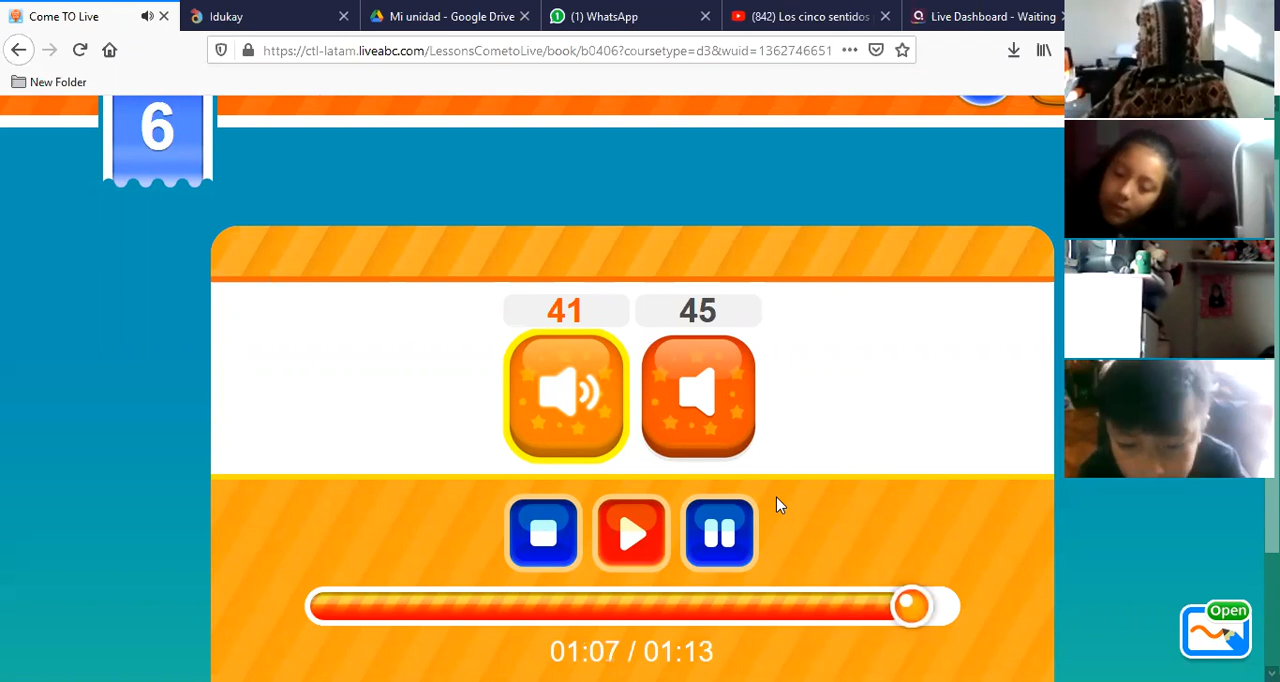 Come TO Live
Idukay
Mi unidad - Google Drive
(1) WhatsApp
(842) Los cinco sentidos
Live Dashboard - Waiting
https://ctl-latam.liveabc.com/LessonsCometoLive/book/b0406?coursetype=d3&wuid=1362746651
New Folder
6
41
45
01:07 / 01:13
Open